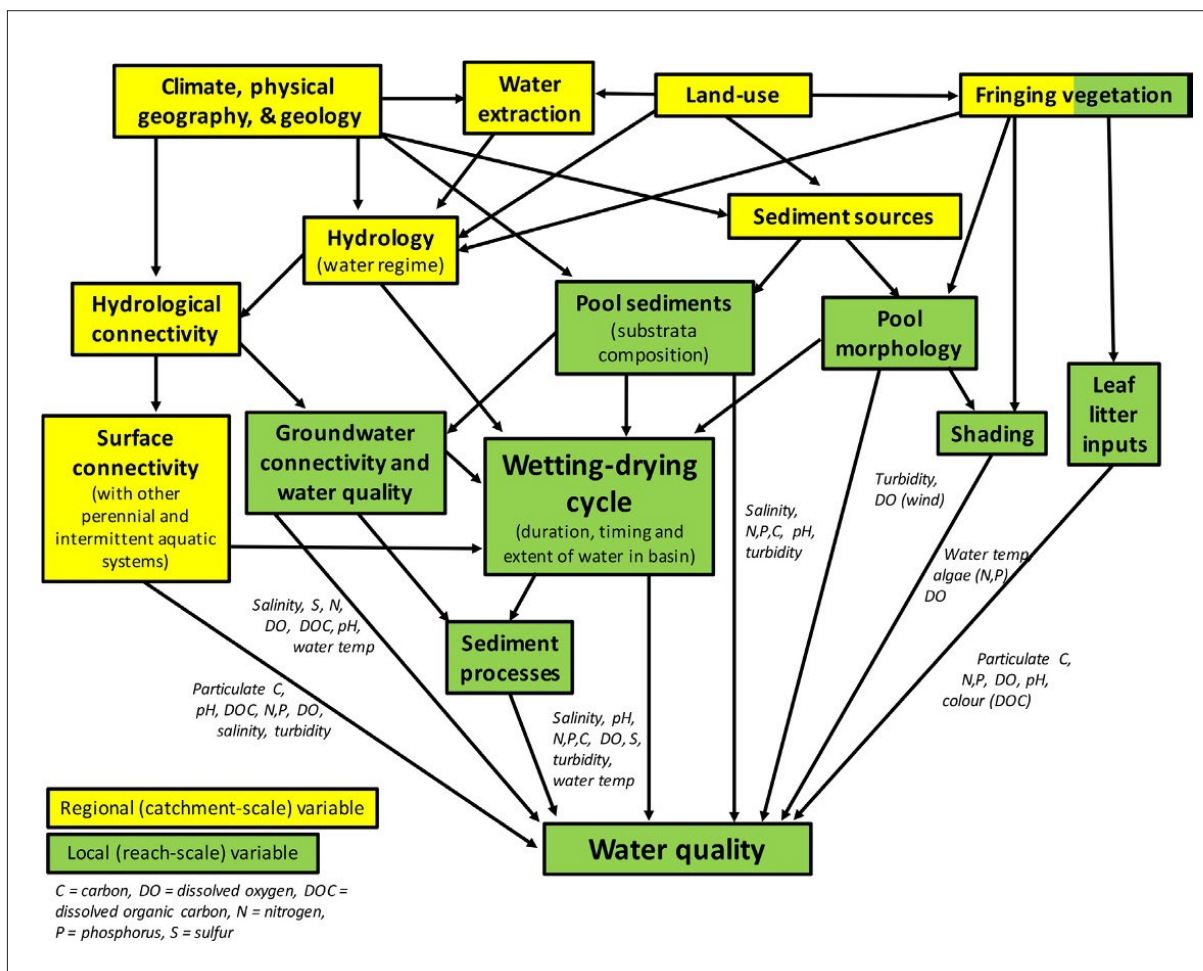 Climate, physical
geography, & geology
Water
extraction
Land-use
Fringing vegetation
Sediment sources
Hydrology
(water regime)
Hydrological
connectivity
Pool sediments
(substrata
composition)
Pool
morphology
Leaf
litter
inputs
Shading
Surface
connectivity
(with other
perennial and
intermittent aquatic
systems)
Groundwater
connectivity and
water quality
Wetting-drying
cycle
(duration, timing and
extent of water in basin)
Turbidity,
DO (wind)
Salinity,
N,P,C, pH,
turbidity
Water temp,
algae (N,P)
DO
Salinity, S, N,
DO, DOC, pH,
water temp
Sediment
processes
Particulate C,
pH, DOC, N,P, DO,
salinity, turbidity
Salinity, pH,
N,P,C, DO, S,
turbidity,
water temp
Particulate C,
N,P, DO, pH,
colour (DOC)
Water quality
Regional (catchment-scale) variable
Local (reach-scale) variable
C = carbon, DO = dissolved oxygen, DOC =
dissolved organic carbon, N = nitrogen,
P = phosphorus, S = sulfur